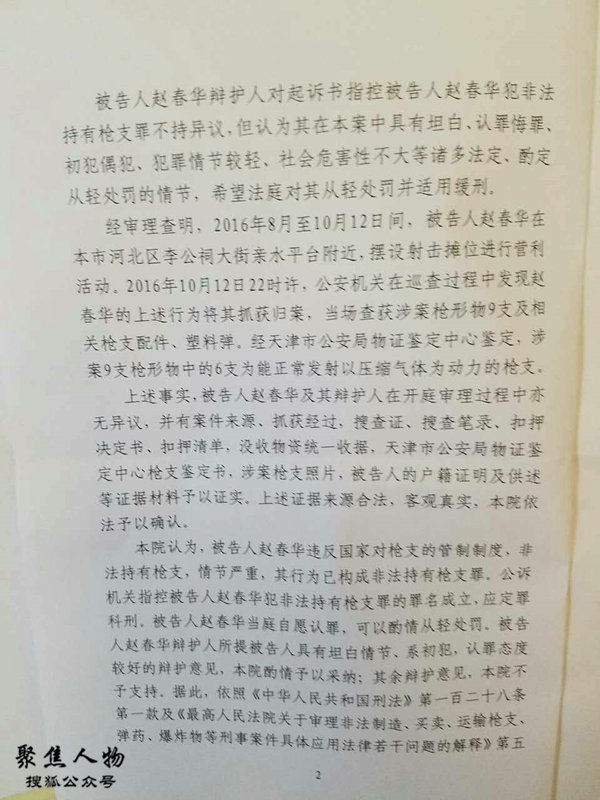 被告人赵春华辩护人对起诉书指控被告人赵春华犯非法
持有枪支罪不持异议,但认为其在本案中具有坦白、认罪悔罪、
初犯偶犯、犯罪情节较轻、社会危害性不大等诸多法定、酌定
从轻处罚的情节，希望法庭对其从轻处罚并适用缓刑。
经审理查明，2016年8月至10月12日间，被告人赵春华在
本市河北区李公祠大街亲水平台附近，摆设射击摊位进行营利
活动。2016年10月12日22时许，公安机关在巡查过程中发现赵
春华的上述行为将其抓获归案，当场查获涉案枪形物9支及相
关枪支配件、塑料弹。经天津市公安局物证鉴定中心鉴定，涉
案9支枪形物中的6支为能正常发射以压缩气体为动力的枪支。
上述事实,被告人赵春华及其辩护人在开庭审理过程中亦
无异议，并有案件来源、抓获经过，搜查证、搜查笔录、扣押
决定书、扣押清单，没收物资统一收据，天津市公安局物证鉴
定中心枪支鉴定书，涉案枪支照片，被告人的户籍证明及供述
等证据材料予以证实。上述证据来源合法，客观真实，本院依
法予以确认。
本院认为，被告人赵春华违反国家对枪支的管制制度、非
法持有枪支，情节严重，其行为已构成非法持有枪支罪。公诉
机关指控被告人赵春华犯非法持有枪支罪的罪名成立，应定罪
科刑。被告人赵春华当庭自愿认罪，可以酌情从轻处罚。被告
人赵春华辩护人所提被告人具有坦白情节、系初犯，认罪态度
较好的辩护意见，本院酌情予以采纳；其余辩护意见，本院不
予支持。据此，依照《中华人民共和国刑法》第一百二十八条
第一款及《最高人民法院关于审理非法制造、买卖、运输枪支、
弹药、爆炸物等刑事案件具体应用法律若干问题的解释》第五
2
聚焦人物
搜狐公众号